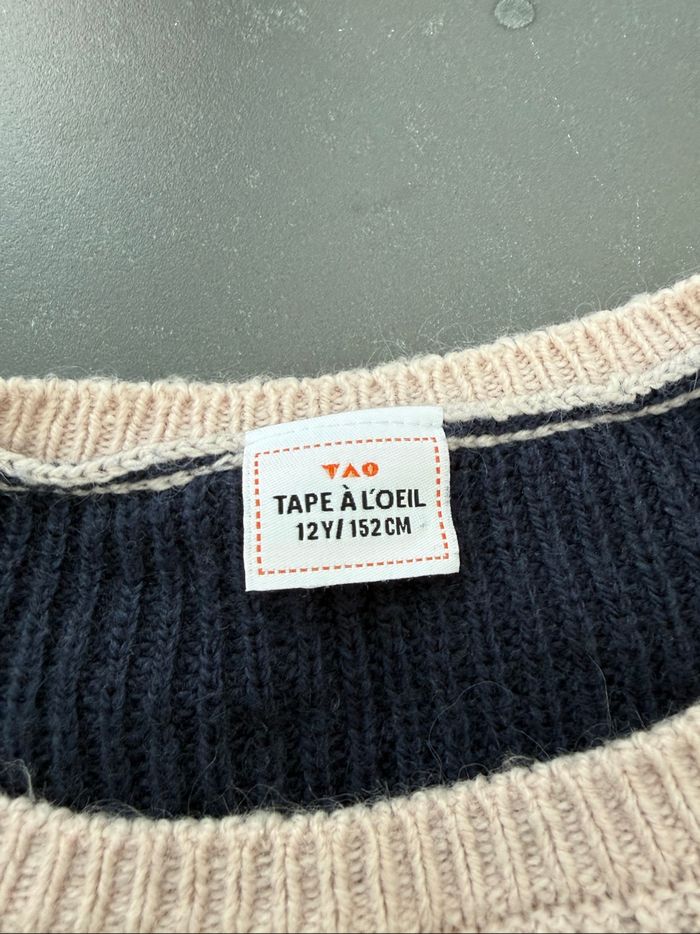 TAO
TAPE À L'OEIL
12Y/152CM